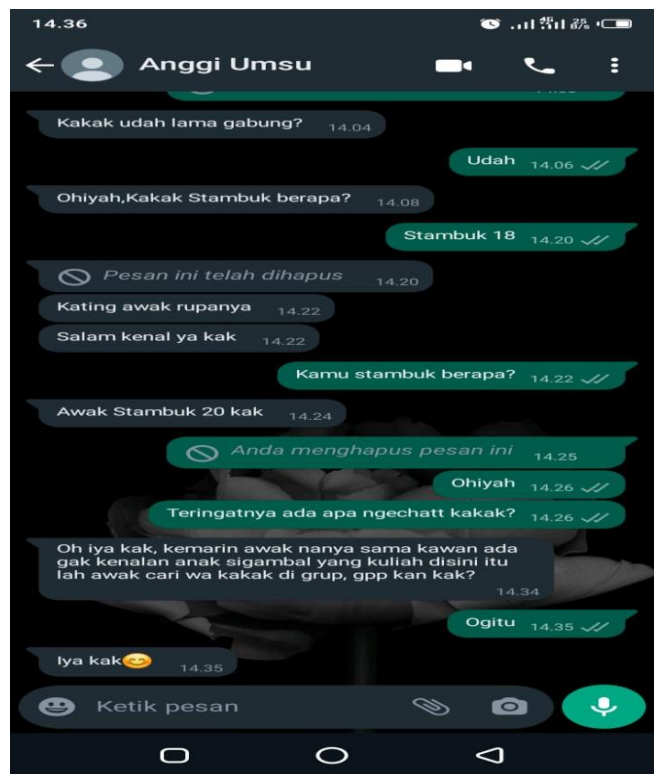 14.36
Anggi Umsu
Kakak udah lama gabung? 14.04
Udah 14.06
Ohiyah,Kakak Stambuk berapa? 14.08
Stambuk 18 14.20
Pesan ini telah dihapus 14.20
Kating awak rupanya 14.22
Salam kenal ya kak 14.22
Kamu stambuk berapa? 14.22
Awak Stambuk 20 kak 14.24
Anda menghapus pesan ini 14.25
Ohiyah 14.26
Teringatnya ada apa ngechatt kakak? 14.26
Oh iya kak, kemarin awak nanya sama kawan ada
gak kenalan anak sigambal yang kuliah disini itu
lah awak cari wa kakak di grup, gpp kan kak?
14.34
Ogitu 14.35
Iya kak😊 14.35
Ketik pesan